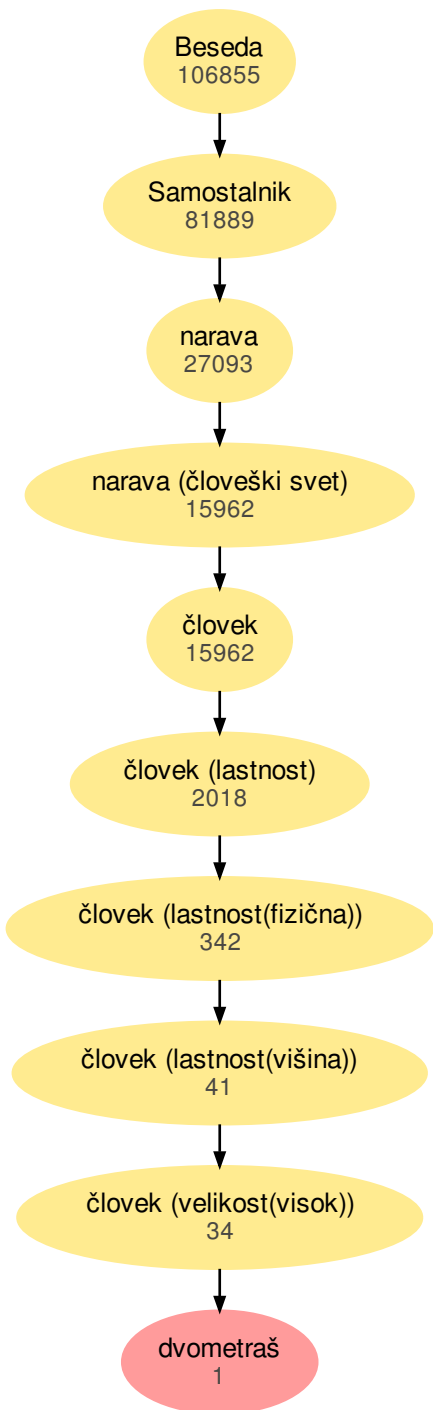 Beseda
106855
Samostalnik
81889
narava
27093
narava (človeški svet)
15962
človek
15962
človek (lastnost)
2018
človek (lastnost(fizična))
342
človek (lastnost(višina))
41
človek (velikost(visok))
34
dvometraš
1